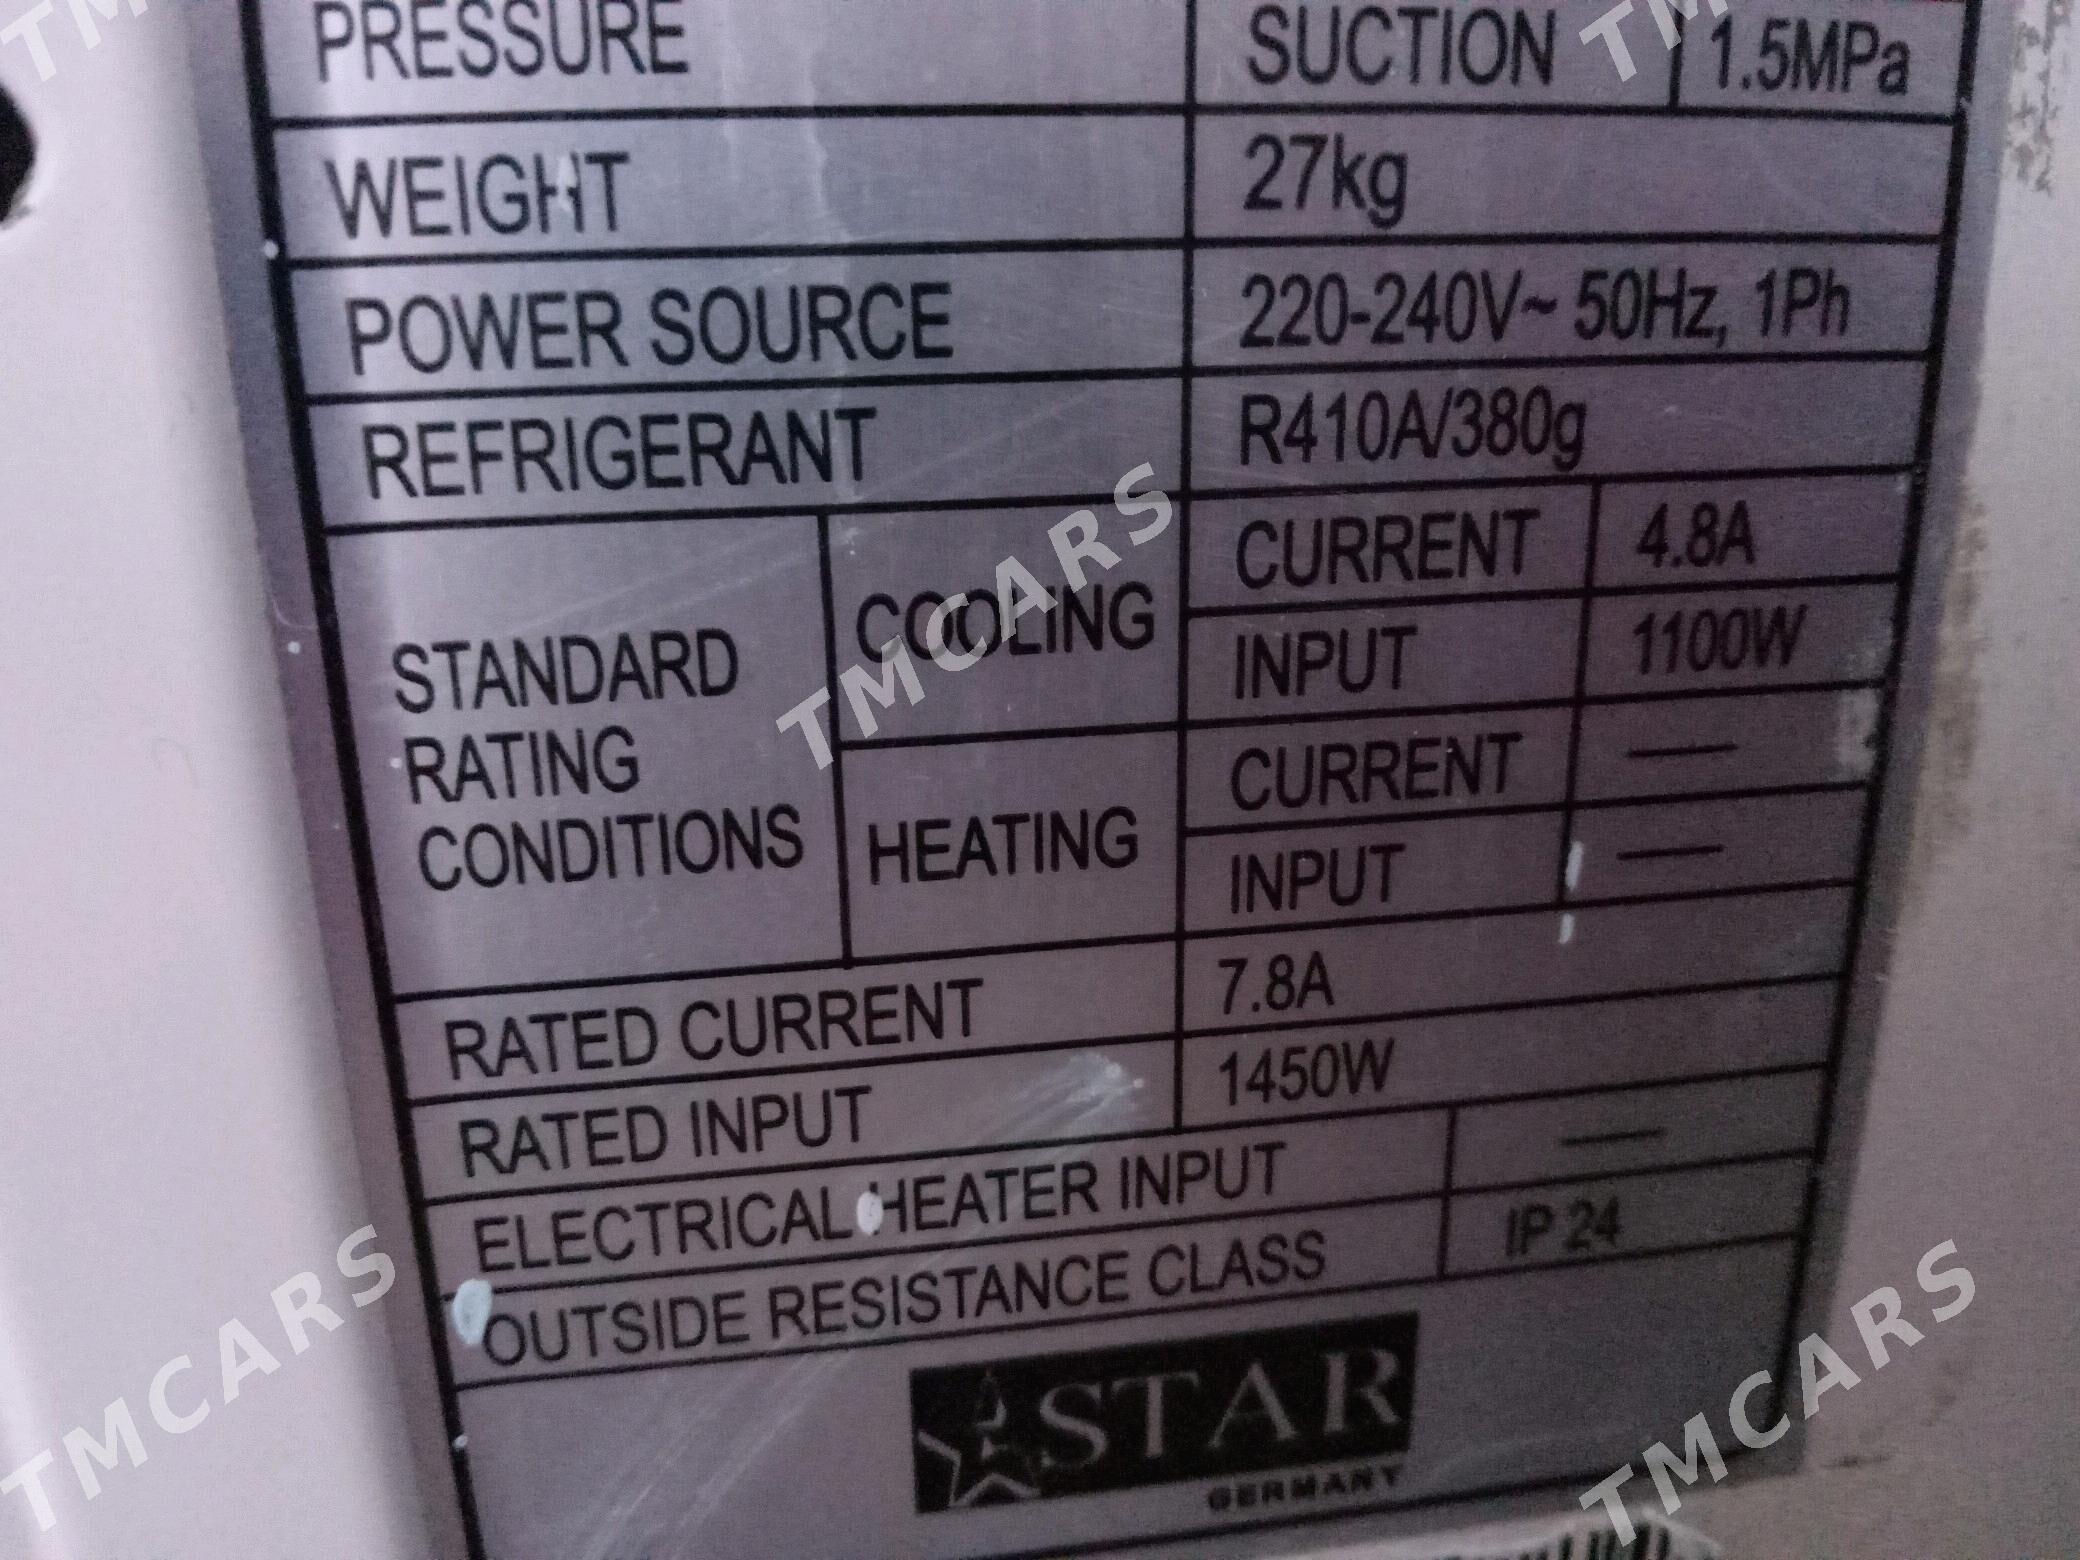 PRESSURE SUCTION 1.5MPa
WEIGHT 27kg
POWER SOURCE 220-240V~ 50Hz, 1Ph
REFRIGERANT R410A/380g
STANDARD RATING CONDITIONS
COOLING
CURRENT 4.8A
INPUT 1100W
HEATING
CURRENT —
INPUT —
RATED CURRENT 7.8A
RATED INPUT 1450W
ELECTRICAL HEATER INPUT —
OUTSIDE RESISTANCE CLASS IP 24
STAR
GERMANY
TMCARS
TMCARS
TMCARS